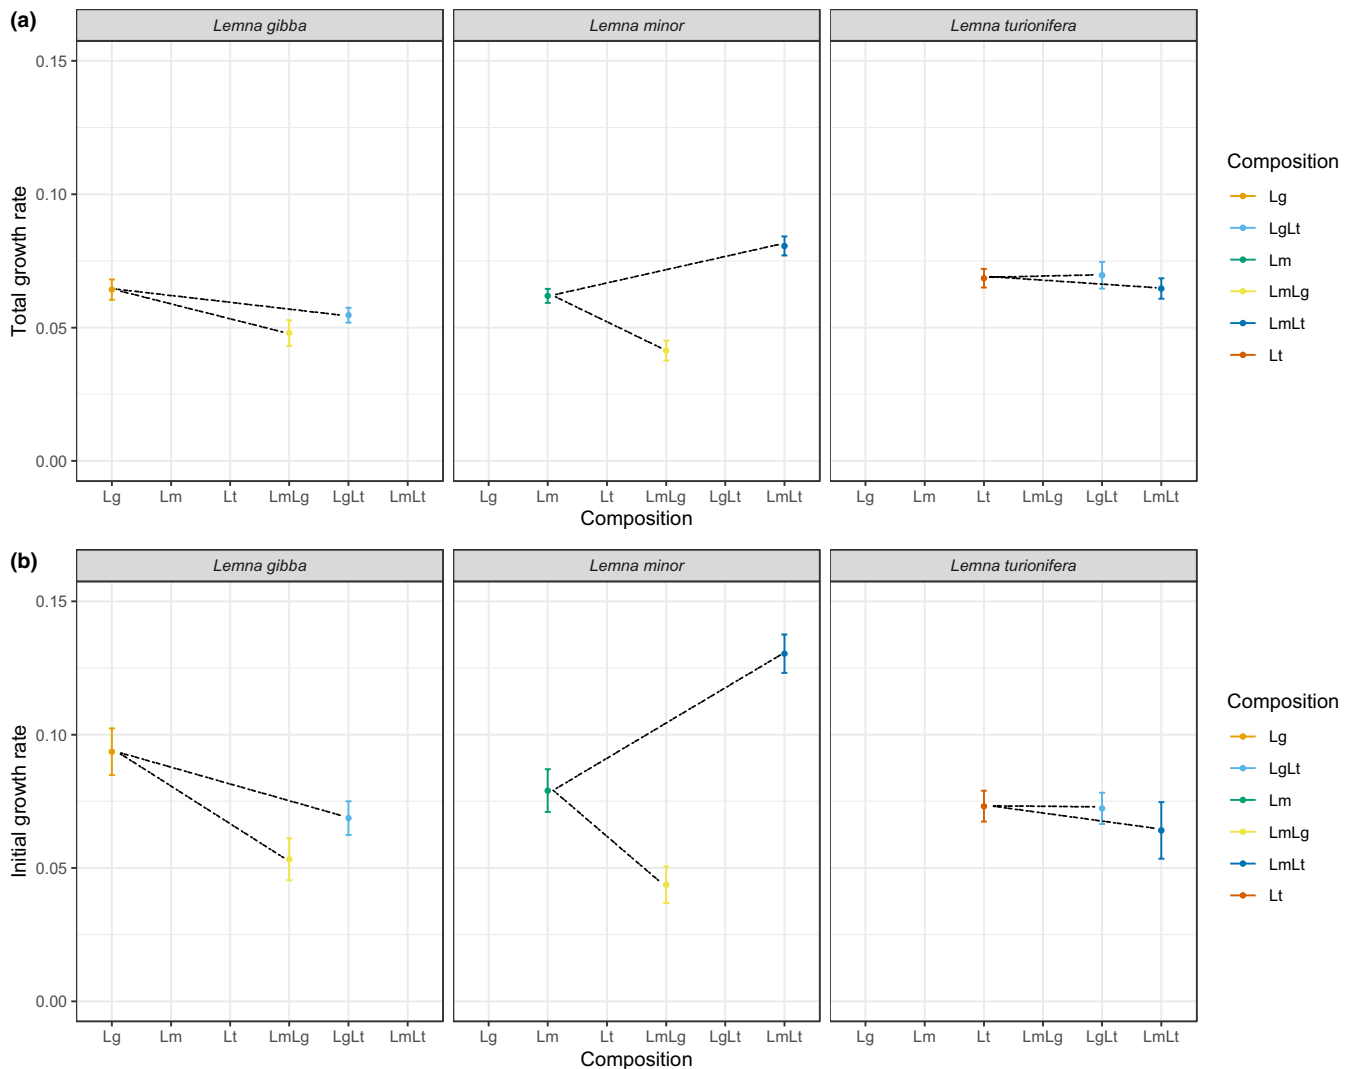 (a)
Lemna gibba Lemna minor Lemna turionifera
Total growth rate
0.15
0.10
0.05
0.00
Lg Lm Lt LmLg LgLt LmLt Lg Lm Lt LmLg LgLt LmLt Lg Lm Lt LmLg LgLt LmLt
Composition
Composition
Lg
LgLt
Lm
LmLg
LmLt
Lt
(b)
Lemna gibba Lemna minor Lemna turionifera
Initial growth rate
0.15
0.10
0.05
0.00
Lg Lm Lt LmLg LgLt LmLt Lg Lm Lt LmLg LgLt LmLt Lg Lm Lt LmLg LgLt LmLt
Composition
Composition
Lg
LgLt
Lm
LmLg
LmLt
Lt